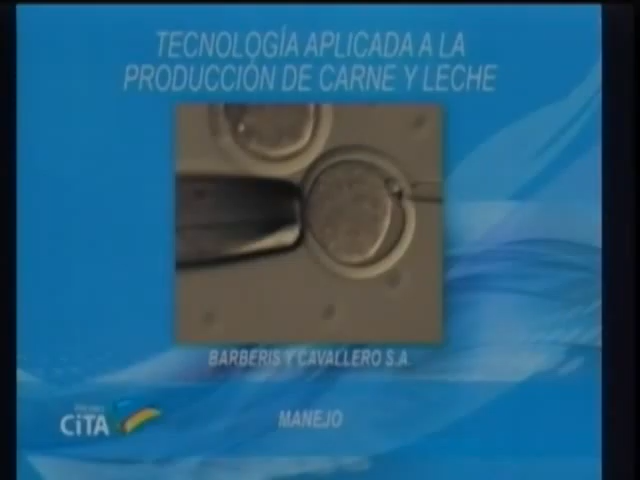 TECNOLOGÍA APLICADA A LA
PRODUCCIÓN DE CARNE Y LECHE
BARBERIS Y CAVALLERO S.A.
CiTA
MANEJO